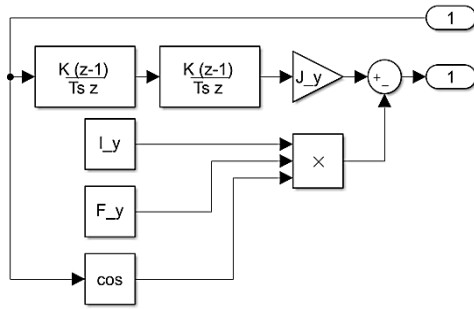 1
K (z-1)
Ts z
K (z-1)
Ts z
J_y
+
-
1
I_y
×
F_y
cos